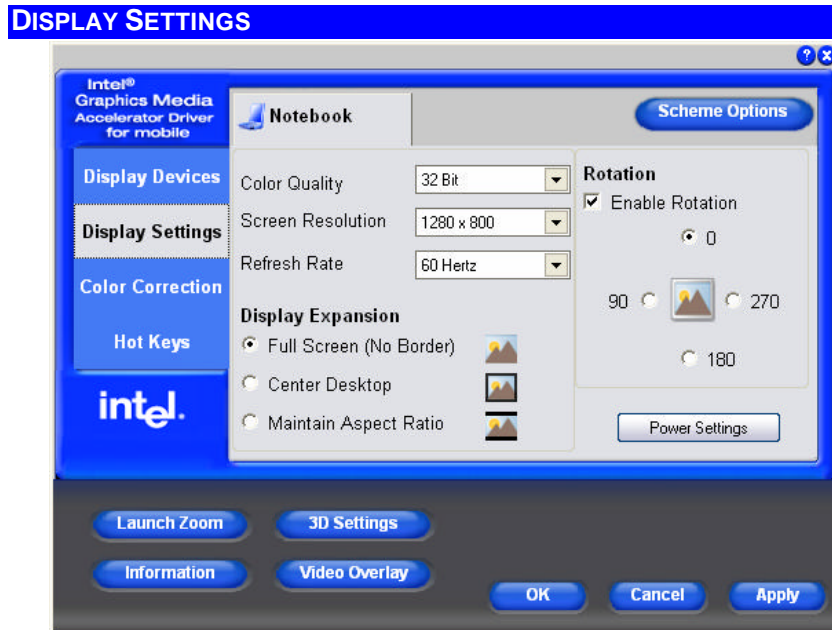 DISPLAY SETTINGS
Intel®
Graphics Media
Accelerator Driver
for mobile
Notebook
Scheme Options
Display Devices
Display Settings
Color Correction
Hot Keys
intel.
Color Quality
32 Bit
Screen Resolution
1280 x 800
Refresh Rate
60 Hertz
Display Expansion
Full Screen (No Border)
Center Desktop
Maintain Aspect Ratio
Rotation
Enable Rotation
0
90
270
180
Power Settings
Launch Zoom
3D Settings
Information
Video Overlay
OK
Cancel
Apply